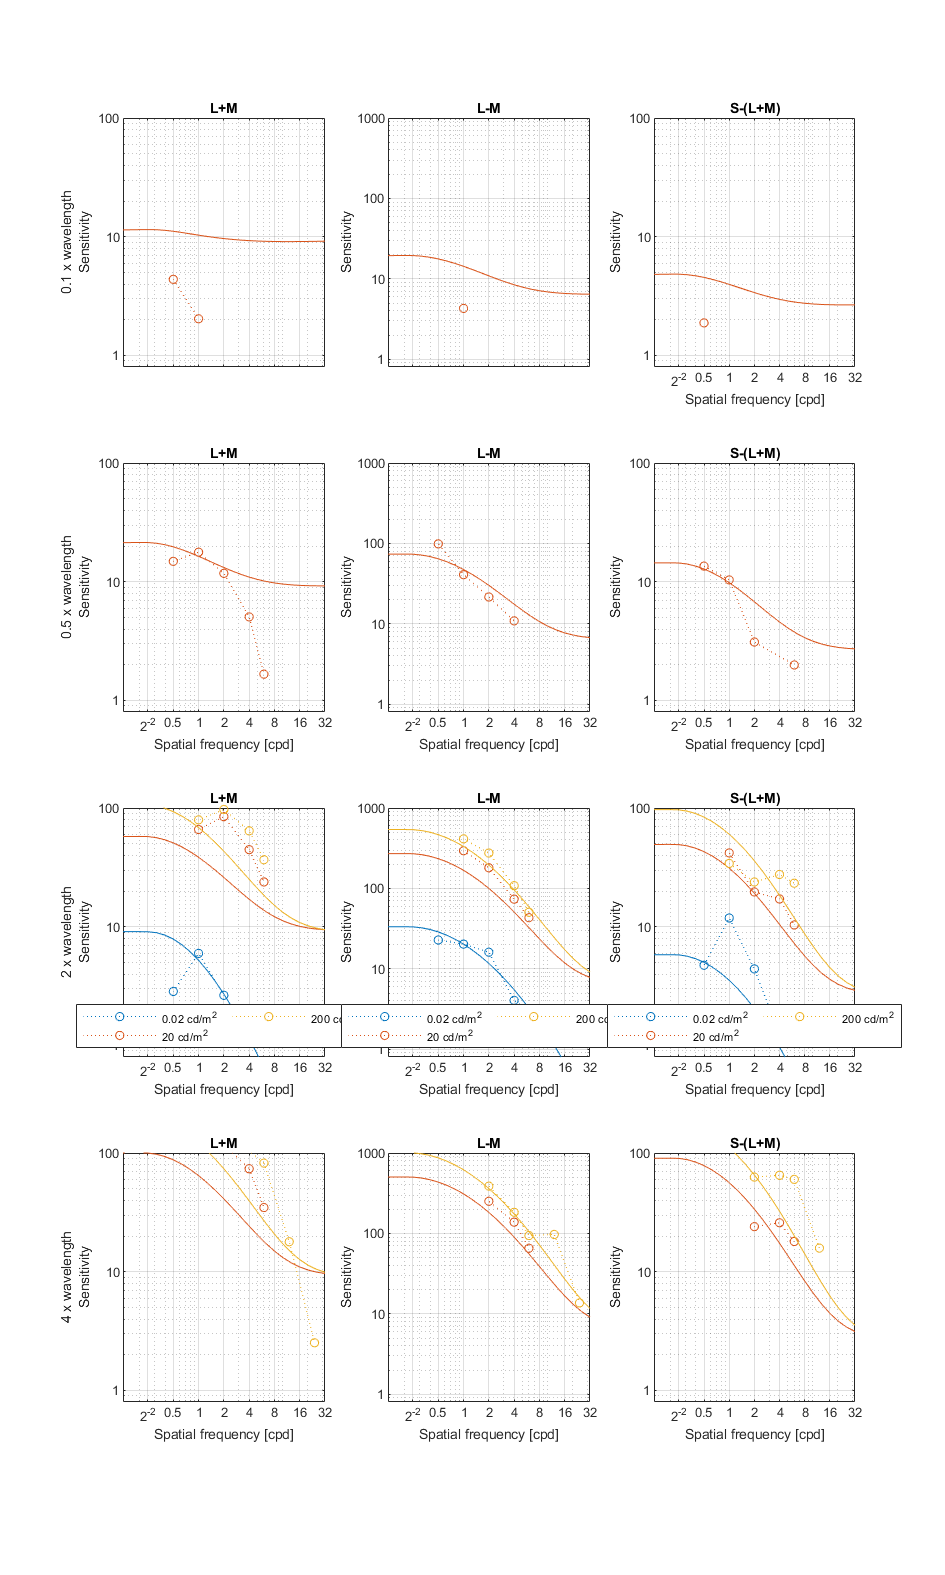 L+M
L-M
S-(L+M)
0.1 x wavelength
Sensitivity
100
10
1
Sensitivity
1000
100
10
1
Sensitivity
100
10
1
2^-2 0.5 1 2 4 8 16 32
Spatial frequency [cpd]
L+M
L-M
S-(L+M)
0.5 x wavelength
Sensitivity
100
10
1
2^-2 0.5 1 2 4 8 16 32
Spatial frequency [cpd]
Sensitivity
1000
100
10
1
2^-2 0.5 1 2 4 8 16 32
Spatial frequency [cpd]
Sensitivity
100
10
1
2^-2 0.5 1 2 4 8 16 32
Spatial frequency [cpd]
L+M
L-M
S-(L+M)
2 x wavelength
Sensitivity
100
10
0.02 cd/m^2 200 c
20 cd/m^2
2^-2 0.5 1 2 4 8 16 32
Spatial frequency [cpd]
Sensitivity
1000
100
10
0.02 cd/m^2 200 c
20 cd/m^2
2^-2 0.5 1 2 4 8 16 32
Spatial frequency [cpd]
Sensitivity
100
10
0.02 cd/m^2 200 cd/m^2
20 cd/m^2
2^-2 0.5 1 2 4 8 16 32
Spatial frequency [cpd]
L+M
L-M
S-(L+M)
4 x wavelength
Sensitivity
100
10
1
2^-2 0.5 1 2 4 8 16 32
Spatial frequency [cpd]
Sensitivity
1000
100
10
1
2^-2 0.5 1 2 4 8 16 32
Spatial frequency [cpd]
Sensitivity
100
10
1
2^-2 0.5 1 2 4 8 16 32
Spatial frequency [cpd]